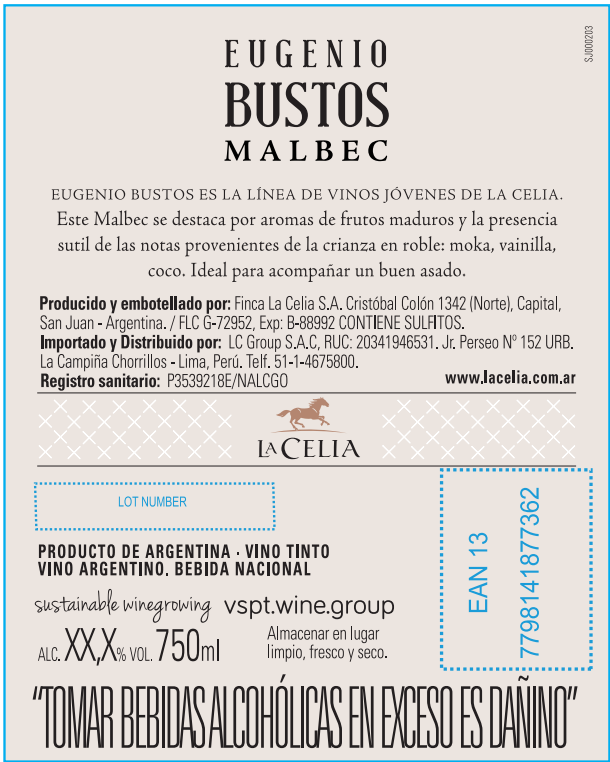 SJ000203
EUGENIO
BUSTOS
MALBEC
EUGENIO BUSTOS ES LA LÍNEA DE VINOS JÓVENES DE LA CELIA.
Este Malbec se destaca por aromas de frutos maduros y la presencia
sutil de las notas provenientes de la crianza en roble: moka, vainilla,
coco. Ideal para acompañar un buen asado.
Producido y embotellado por: Finca La Celia S.A. Cristóbal Colón 1342 (Norte), Capital,
San Juan - Argentina. / FLC G-72952, Exp: B-88992 CONTIENE SULFITOS.
Importado y Distribuido por: LC Group S.A.C, RUC: 20341946531. Jr. Perseo Nº 152 URB.
La Campiña Chorrillos - Lima, Perú. Telf. 51-1-4675800.
Registro sanitario: P3539218E/NALCGO www.lacelia.com.ar
LA CELIA
LOT NUMBER
EAN 13
7798141877362
PRODUCTO DE ARGENTINA · VINO TINTO
VINO ARGENTINO. BEBIDA NACIONAL
sustainable winegrowing vspt.wine.group
ALC. XX,X% VOL. 750ml
Almacenar en lugar
limpio, fresco y seco.
"TOMAR BEBIDAS ALCOHÓLICAS EN EXCESO ES DAÑINO"